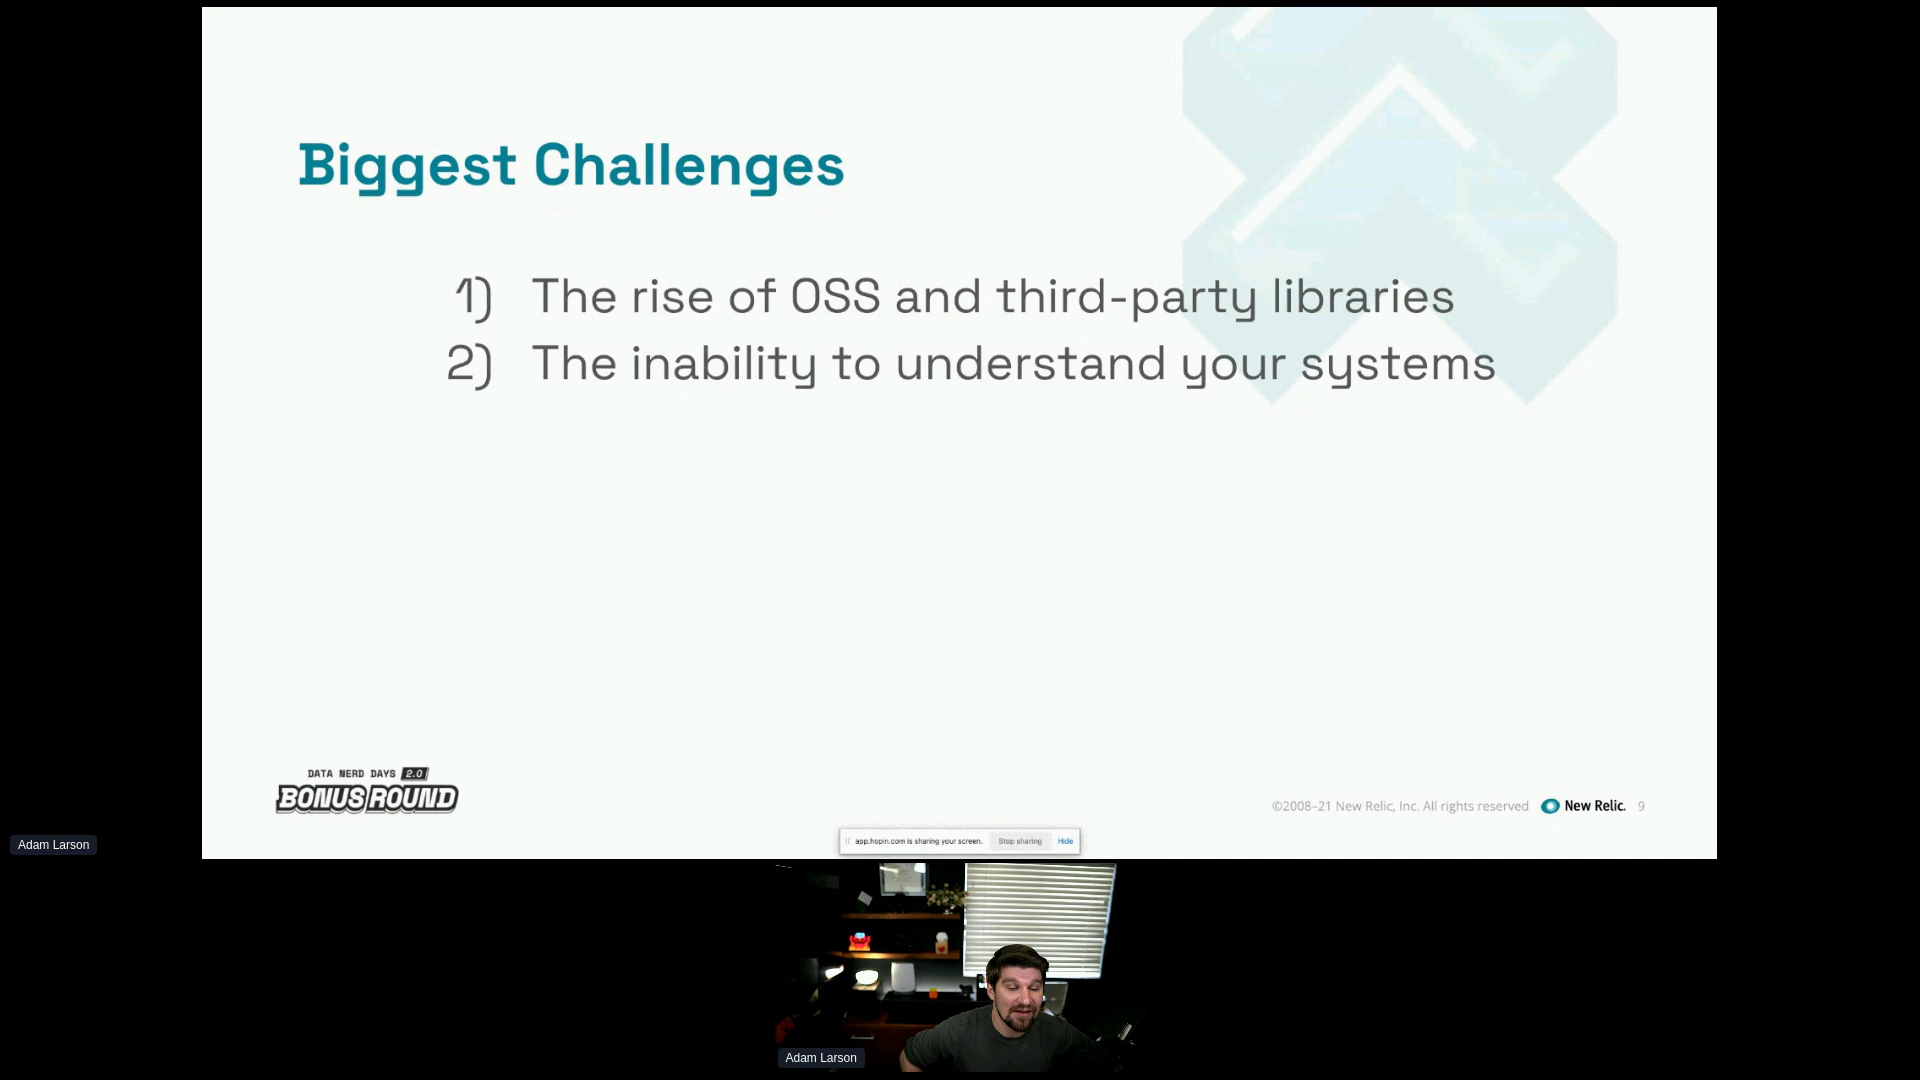 Biggest Challenges
1) The rise of OSS and third-party libraries
2) The inability to understand your systems
DATA NERD DAYS 2.0
BONUS ROUND
©2008–21 New Relic, Inc. All rights reserved New Relic. 9
Adam Larson
app.hopin.com is sharing your screen. Stop sharing Hide
Adam Larson